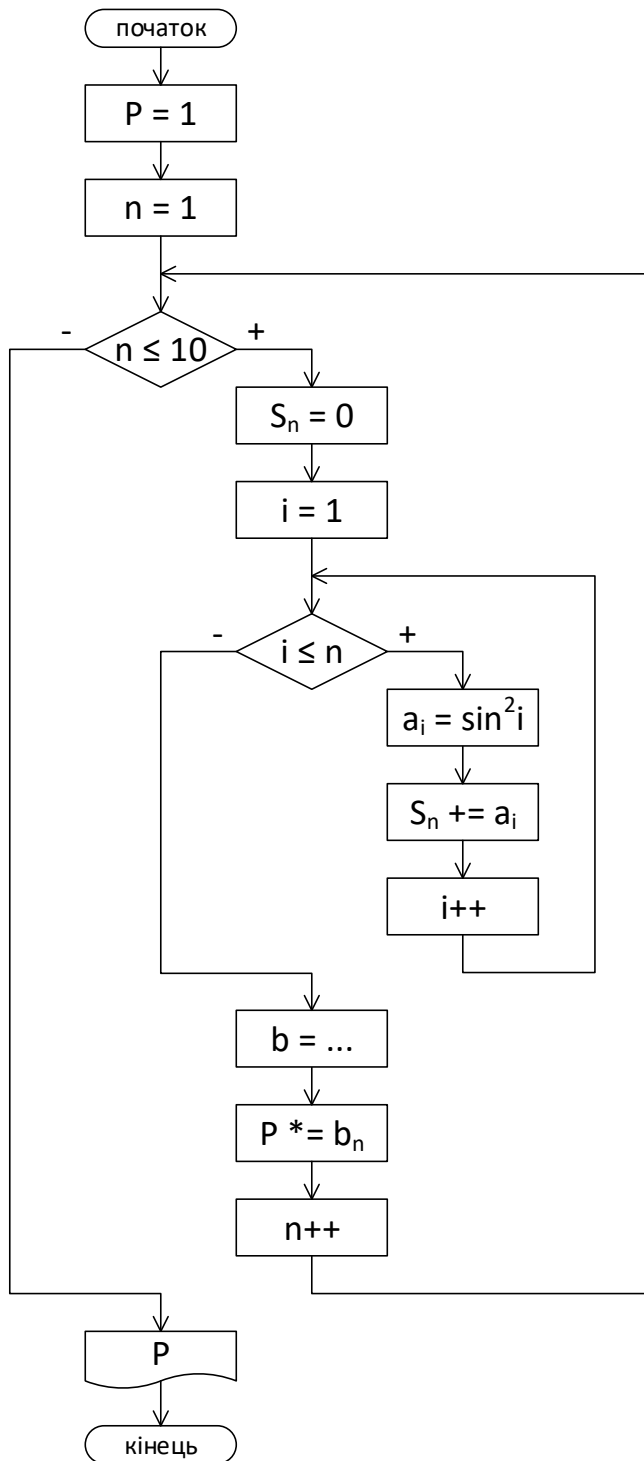 початок
P = 1
n = 1
-
n ≤ 10
+
Sₙ = 0
i = 1
-
i ≤ n
+
aᵢ = sin²i
Sₙ += aᵢ
i++
b = ...
P *= bₙ
n++
P
кінець